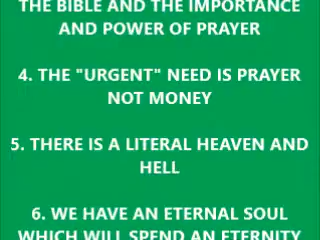 THE BIBLE AND THE IMPORTANCE
AND POWER OF PRAYER
4. THE "URGENT" NEED IS PRAYER
NOT MONEY
5. THERE IS A LITERAL HEAVEN AND
HELL
6. WE HAVE AN ETERNAL SOUL
WHICH WILL SPEND AN ETERNITY